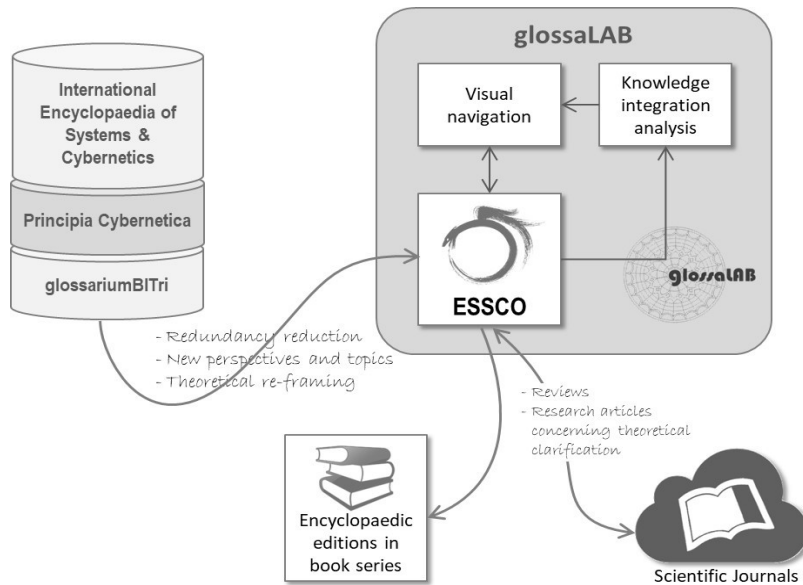 glossaLAB
International
Encyclopaedia of
Systems &
Cybernetics
Principia Cybernetica
glossariumBITri
Visual
navigation
Knowledge
integration
analysis
ESSCO
glossaLAB
- Redundancy reduction
- New perspectives and topics
- Theoretical re-framing
- Reviews
- Research articles
concerning theoretical
clarification
Encyclopaedic
editions in
book series
Scientific Journals